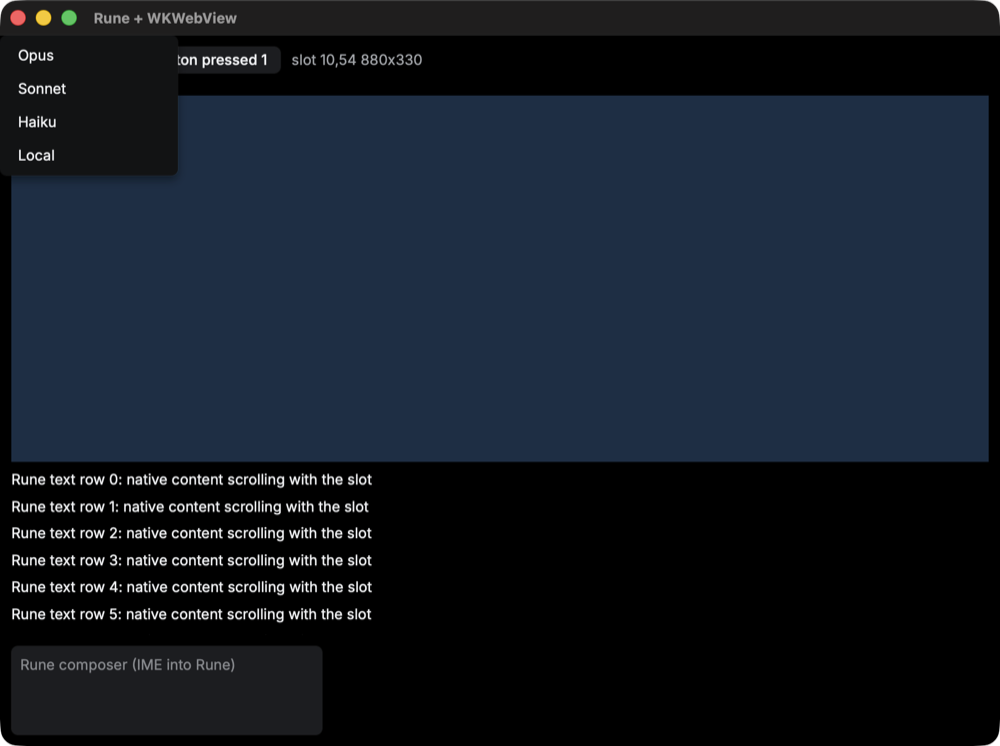 Rune + WKWebView
Opus
ton pressed 1
slot 10,54 880x330
Sonnet
Haiku
Local
Rune text row 0: native content scrolling with the slot
Rune text row 1: native content scrolling with the slot
Rune text row 2: native content scrolling with the slot
Rune text row 3: native content scrolling with the slot
Rune text row 4: native content scrolling with the slot
Rune text row 5: native content scrolling with the slot
Rune composer (IME into Rune)